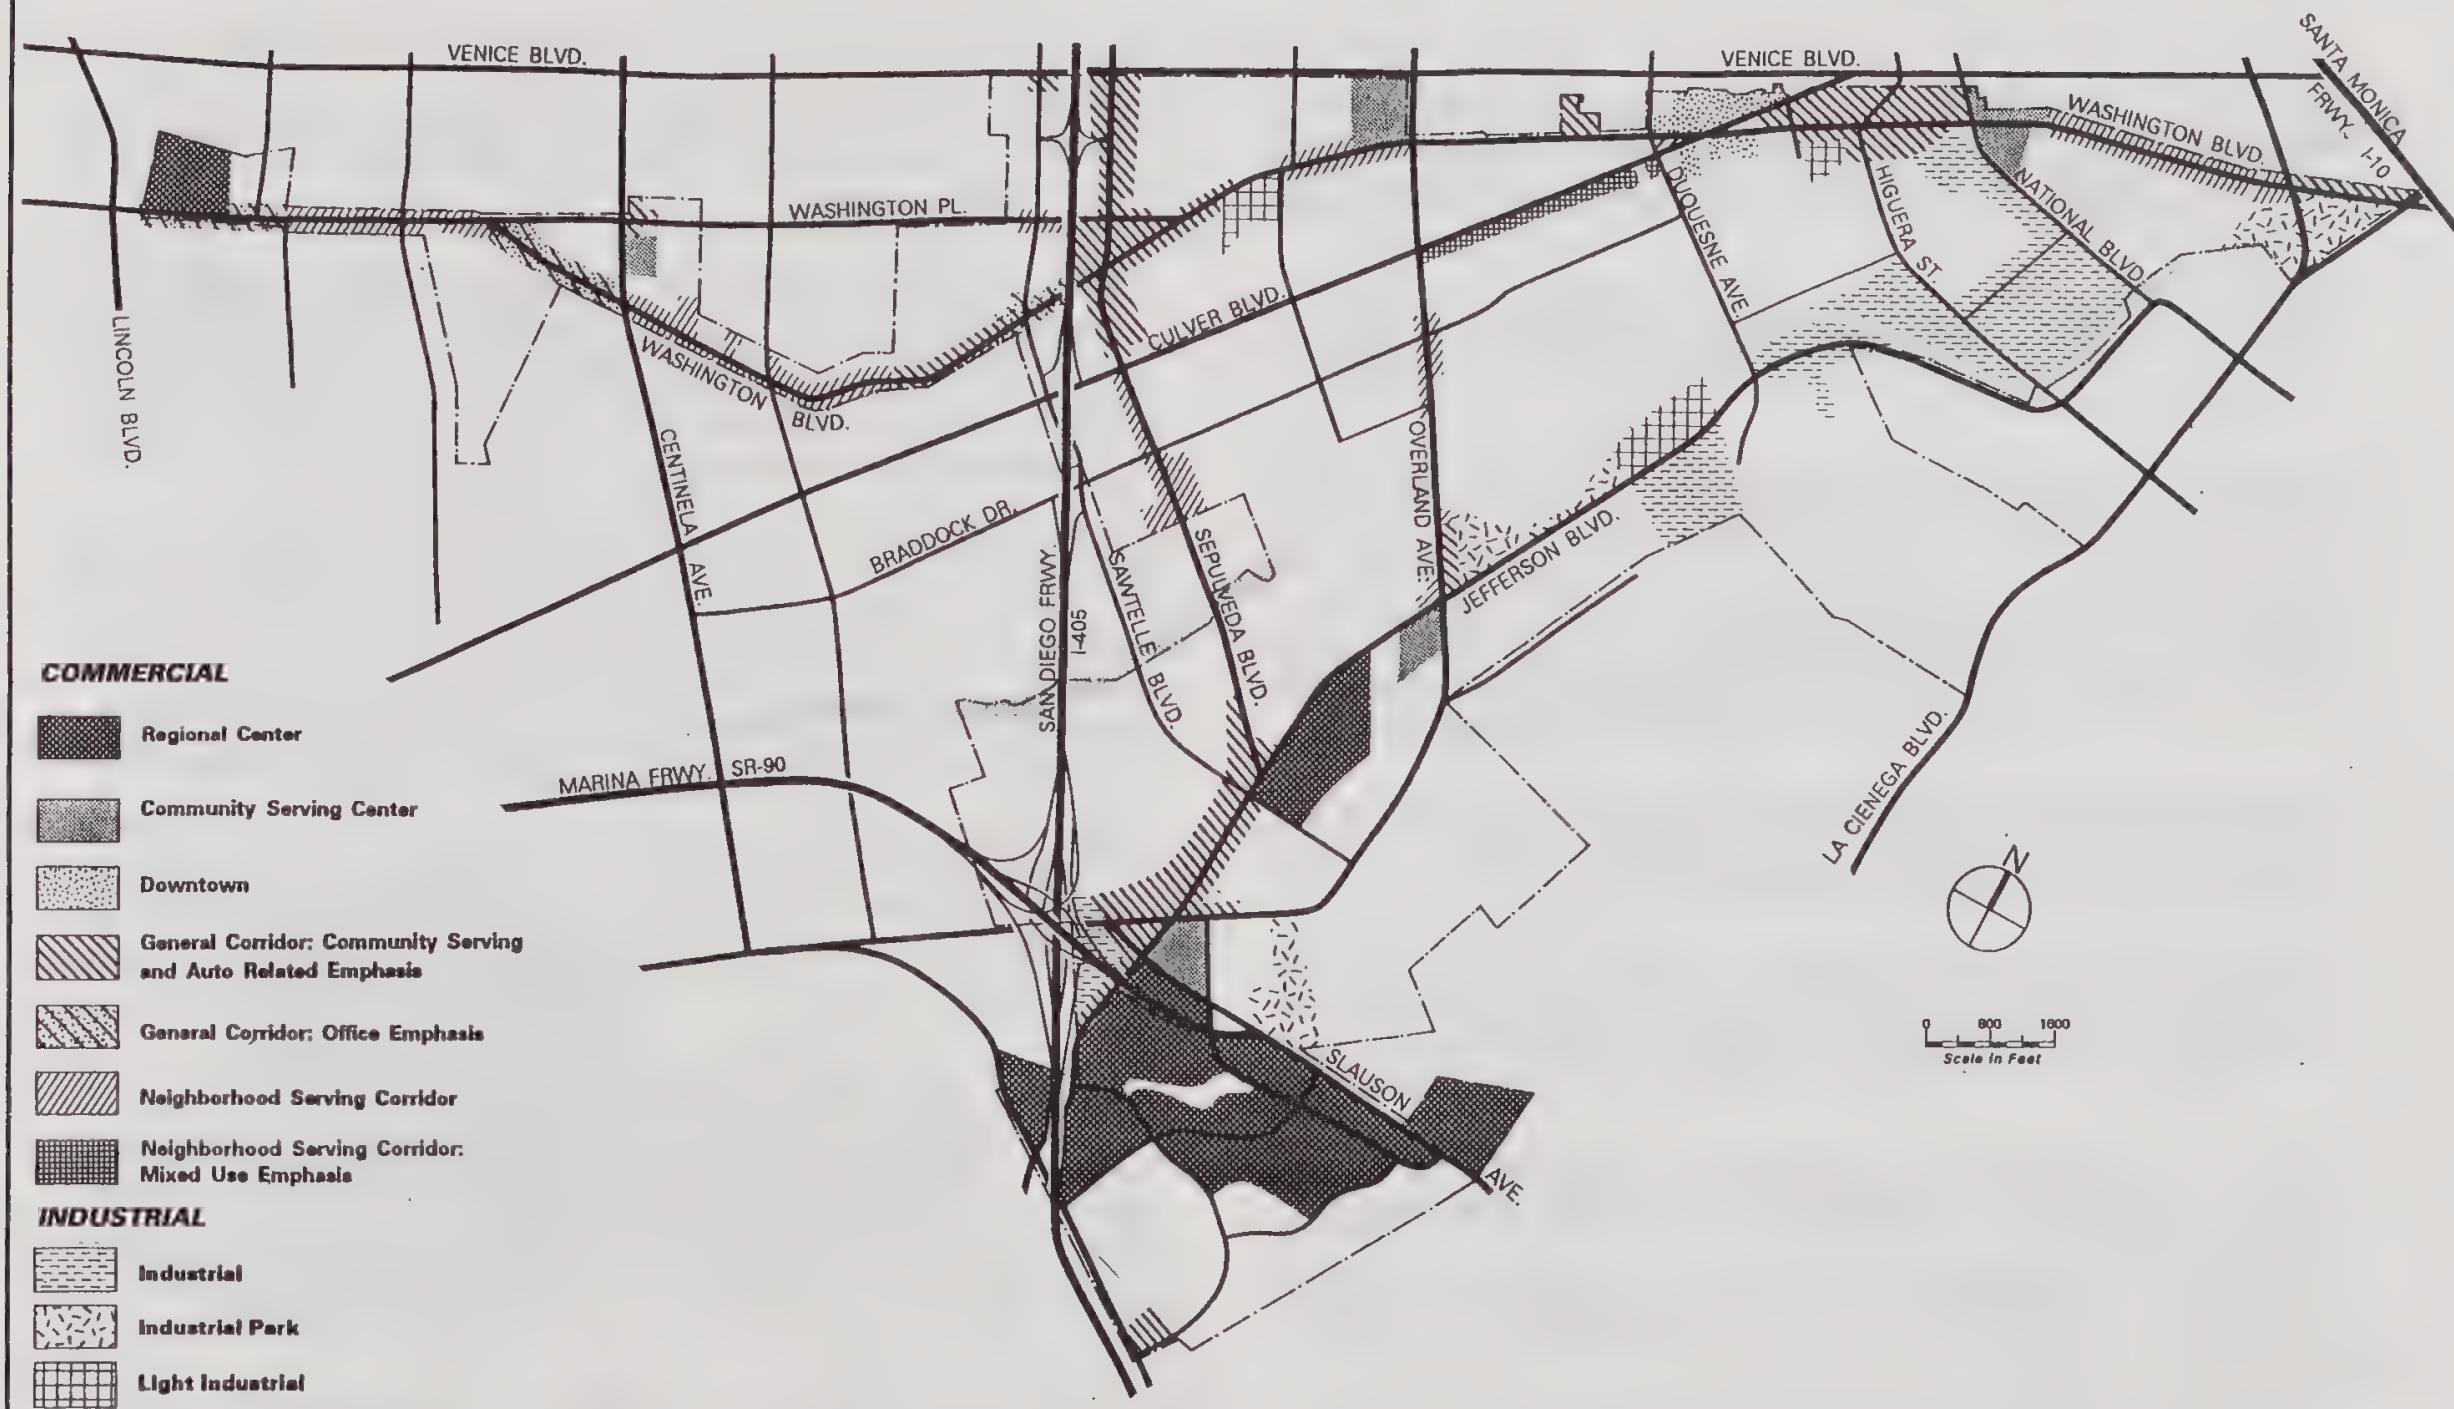 VENICE BLVD.
VENICE BLVD.
SANTA MONICA
FRWY. I-10
WASHINGTON BLVD.
WASHINGTON PL.
DUQUESNE AVE.
HIGUERA ST.
NATIONAL BLVD.
LINCOLN BLVD.
CULVER BLVD.
WASHINGTON
BLVD.
CENTINELA
AVE.
OVERLAND AVE.
BRADDOCK DR.
SAN DIEGO FRWY.
I-405
SAWTELLE
BLVD.
SEPULVEDA BLVD.
JEFFERSON BLVD.
MARINA FRWY. SR-90
LA CIENEGA BLVD.
SLAUSON
AVE.
N
0 800 1600
Scale in Feet
COMMERCIAL
Regional Center
Community Serving Center
Downtown
General Corridor: Community Serving
and Auto Related Emphasis
General Corridor: Office Emphasis
Neighborhood Serving Corridor
Neighborhood Serving Corridor:
Mixed Use Emphasis
INDUSTRIAL
Industrial
Industrial Park
Light Industrial